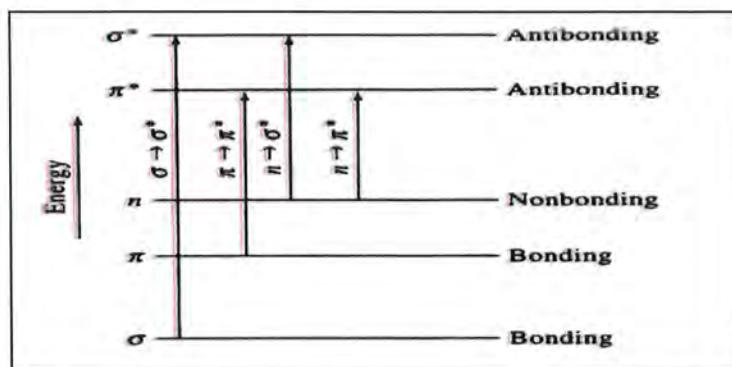 σ* Antibonding
π* Antibonding
Energy
σ → σ*
π → π*
n → σ*
n → π*
n Nonbonding
π Bonding
σ Bonding